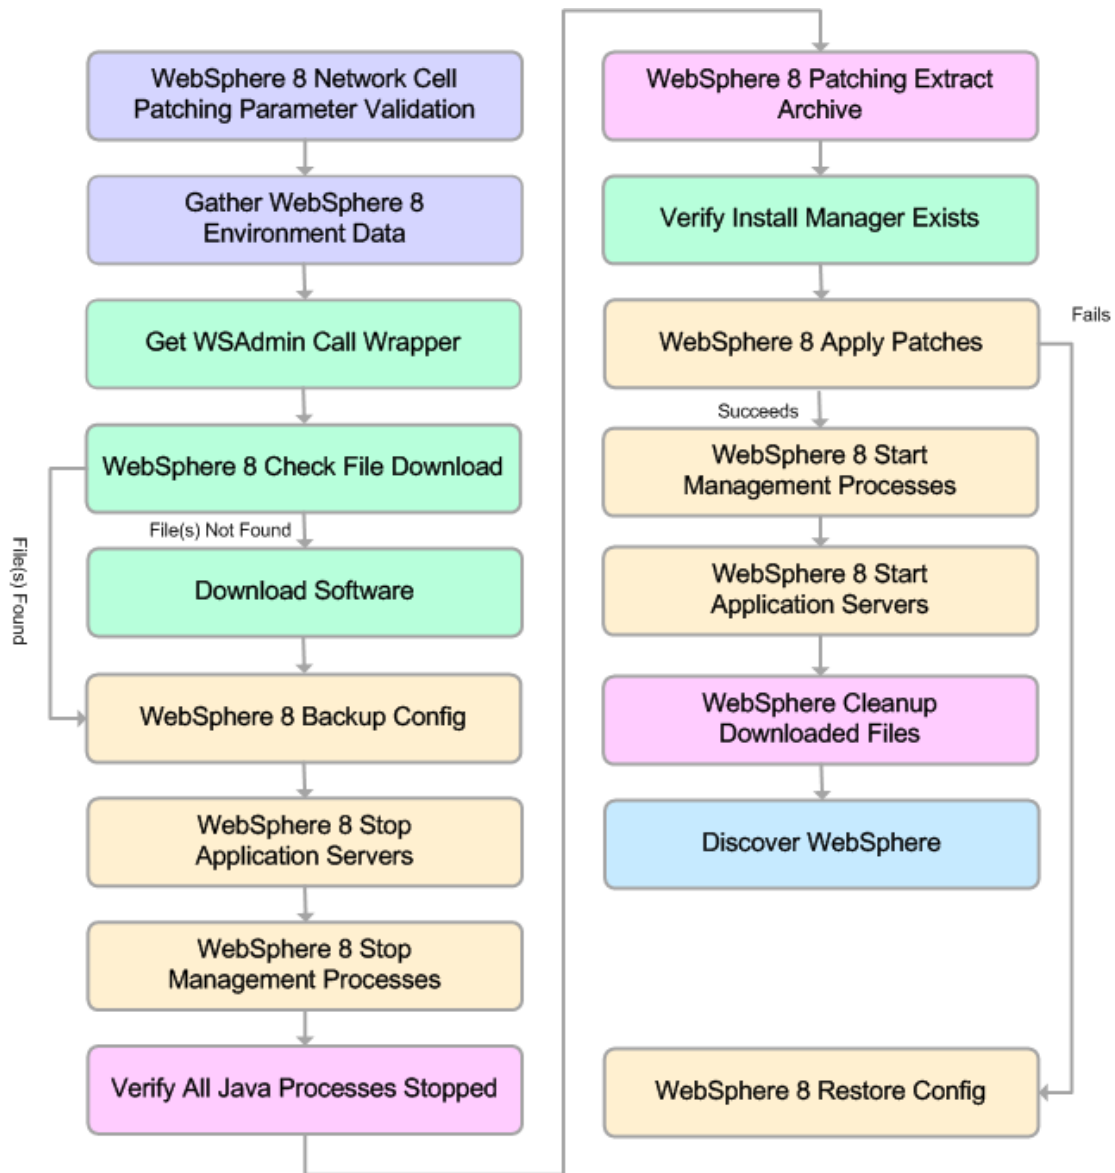 WebSphere 8 Network Cell
Patching Parameter Validation
Gather WebSphere 8
Environment Data
Get WSAdmin Call Wrapper
WebSphere 8 Check File Download
File(s) Not Found
File(s) Found
Download Software
WebSphere 8 Backup Config
WebSphere 8 Stop
Application Servers
WebSphere 8 Stop
Management Processes
Verify All Java Processes Stopped
WebSphere 8 Patching Extract
Archive
Verify Install Manager Exists
WebSphere 8 Apply Patches
Fails
Succeeds
WebSphere 8 Start
Management Processes
WebSphere 8 Start
Application Servers
WebSphere Cleanup
Downloaded Files
Discover WebSphere
WebSphere 8 Restore Config